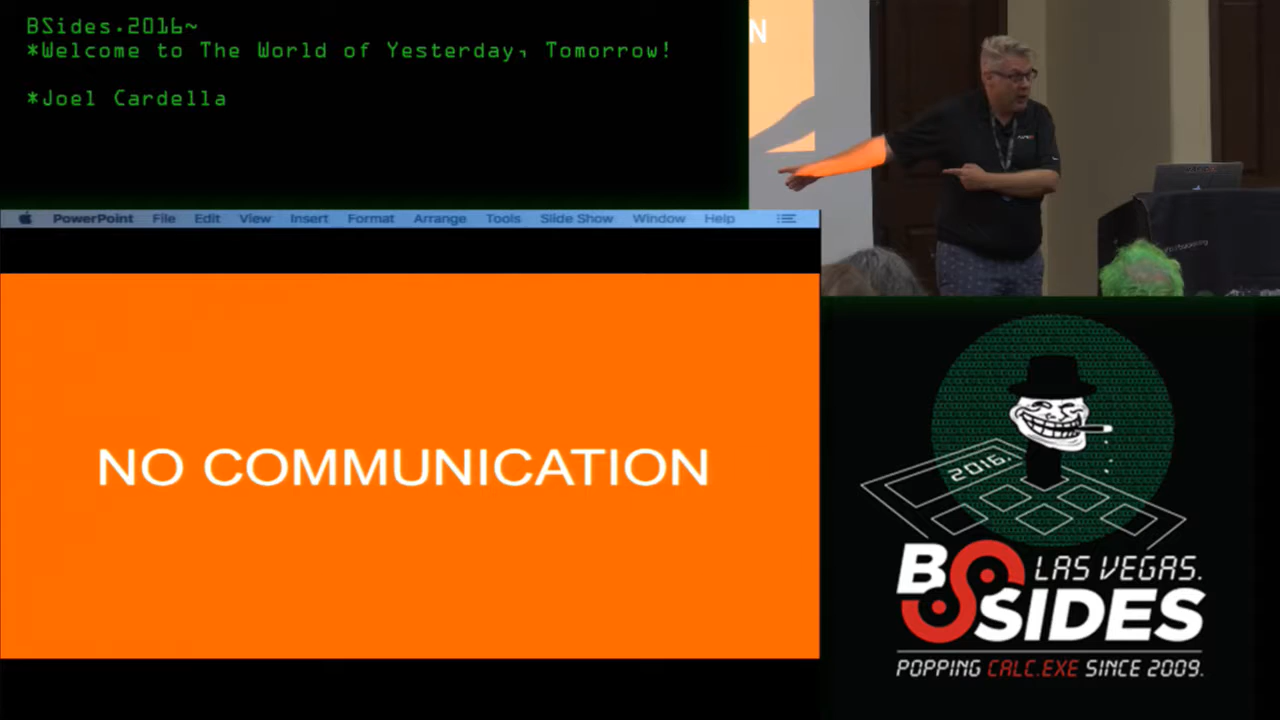 BSides.2016~
*Welcome to The World of Yesterday, Tomorrow!
*Joel Cardella
N
PowerPoint File Edit View Insert Format Arrange Tools Slide Show Window Help
NO COMMUNICATION
2016.
BSIDES
LAS VEGAS.
POPPING CALC.EXE SINCE 2009.